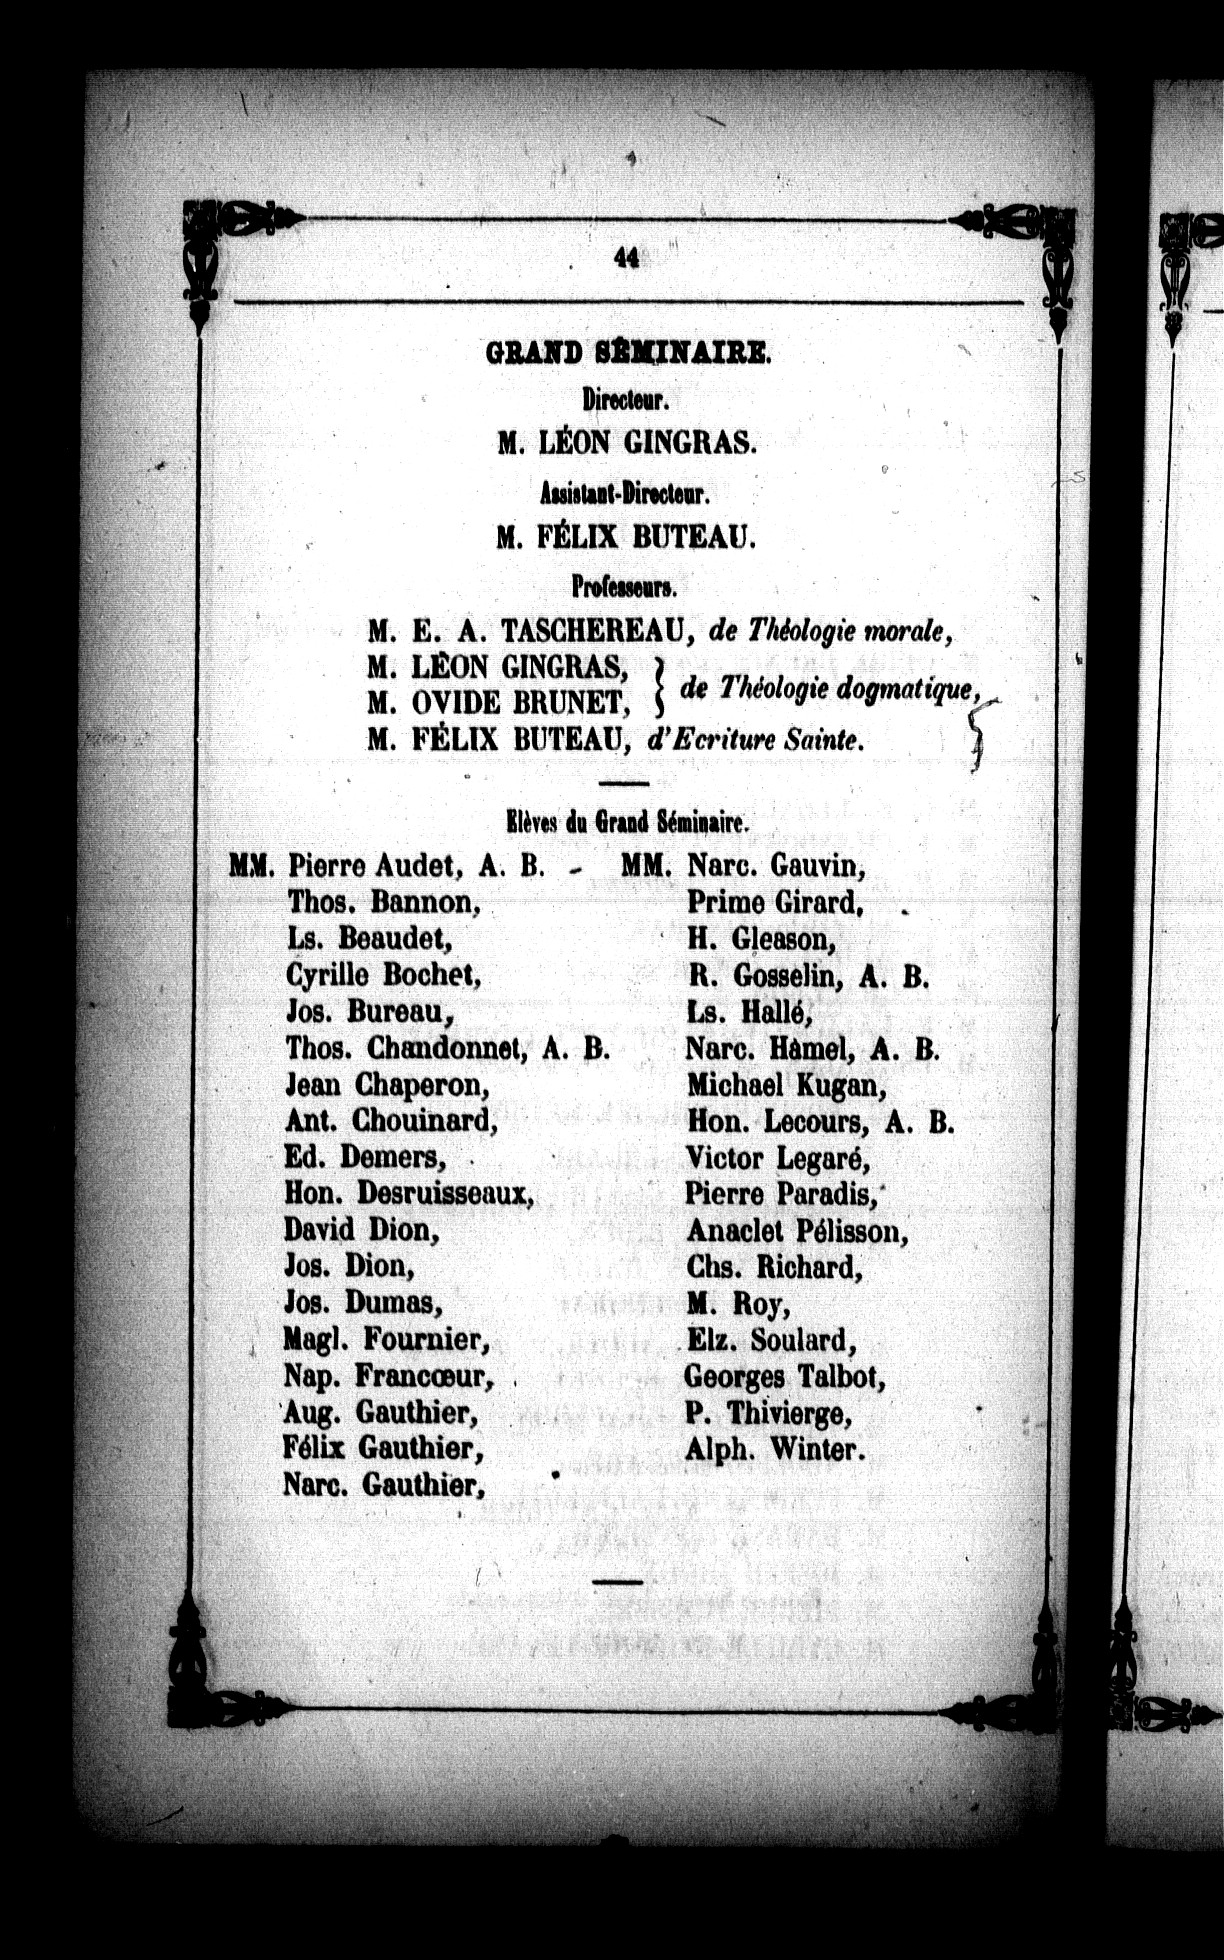 44
GRAND SÉMINAIRE.
Directeur.
M. LÉON GINGRAS.
Assistant-Directeur.
M. FÉLIX BUTEAU.
Professeurs.
M. E. A. TASCHEREAU, de Théologie morale,
M. LÉON GINGRAS,
M. OVIDE BRUNET,
} de Théologie dogmatique,
M. FÉLIX BUTEAU, d'Ecriture Sainte.
Elèves du Grand Séminaire.
MM. Pierre Audet, A. B.
Thos. Bannon,
Ls. Beaudet,
Cyrille Bochet,
Jos. Bureau,
Thos. Chandonnet, A. B.
Jean Chaperon,
Ant. Chouinard,
Ed. Demers,
Hon. Desruisseaux,
David Dion,
Jos. Dion,
Jos. Dumas,
Magl. Fournier,
Nap. Francœur,
Aug. Gauthier,
Félix Gauthier,
Narc. Gauthier,
MM. Narc. Gauvin,
Prime Girard,
H. Gleason,
R. Gosselin, A. B.
Ls. Hallé,
Narc. Hâmel, A. B.
Michael Kugan,
Hon. Lecours, A. B.
Victor Legaré,
Pierre Paradis,
Anaclet Pélisson,
Chs. Richard,
M. Roy,
Elz. Soulard,
Georges Talbot,
P. Thivierge,
Alph. Winter.